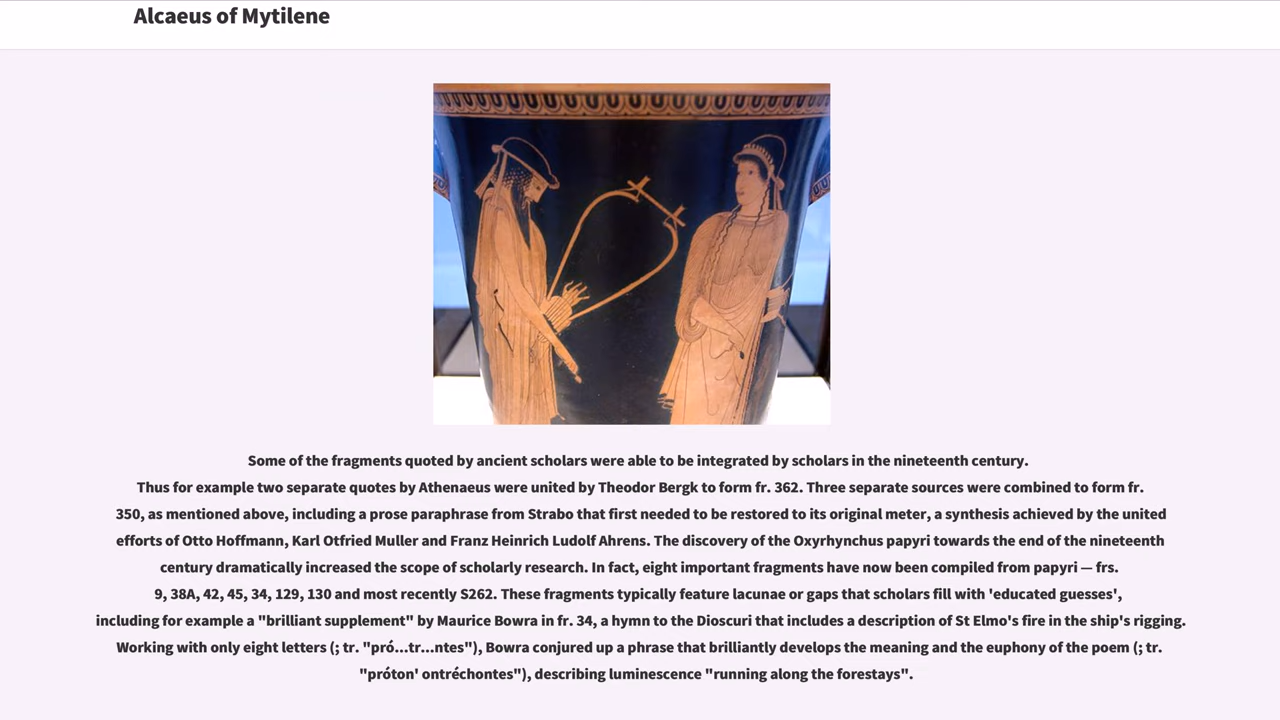 Alcaeus of Mytilene
Some of the fragments quoted by ancient scholars were able to be integrated by scholars in the nineteenth century.
Thus for example two separate quotes by Athenaeus were united by Theodor Bergk to form fr. 362. Three separate sources were combined to form fr.
350, as mentioned above, including a prose paraphrase from Strabo that first needed to be restored to its original meter, a synthesis achieved by the united
efforts of Otto Hoffmann, Karl Otfried Muller and Franz Heinrich Ludolf Ahrens. The discovery of the Oxyrhynchus papyri towards the end of the nineteenth
century dramatically increased the scope of scholarly research. In fact, eight important fragments have now been compiled from papyri — frs.
9, 38A, 42, 45, 34, 129, 130 and most recently S262. These fragments typically feature lacunae or gaps that scholars fill with 'educated guesses',
including for example a "brilliant supplement" by Maurice Bowra in fr. 34, a hymn to the Dioscuri that includes a description of St Elmo's fire in the ship's rigging.
Working with only eight letters (; tr. "pró...tr...ntes"), Bowra conjured up a phrase that brilliantly develops the meaning and the euphony of the poem (; tr.
"próton' ontréchontes"), describing luminescence "running along the forestays".